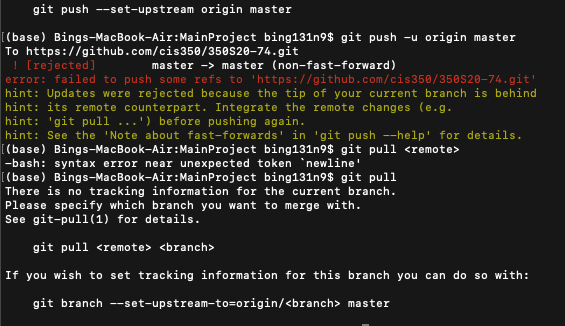 git push --set-upstream origin master
(base) Bings-MacBook-Air:MainProject bing131n9$ git push -u origin master
To https://github.com/cis350/350S20-74.git
 ! [rejected]        master -> master (non-fast-forward)
error: failed to push some refs to 'https://github.com/cis350/350S20-74.git'
hint: Updates were rejected because the tip of your current branch is behind
hint: its remote counterpart. Integrate the remote changes (e.g.
hint: 'git pull ...') before pushing again.
hint: See the 'Note about fast-forwards' in 'git push --help' for details.
(base) Bings-MacBook-Air:MainProject bing131n9$ git pull <remote>
-bash: syntax error near unexpected token `newline'
(base) Bings-MacBook-Air:MainProject bing131n9$ git pull
There is no tracking information for the current branch.
Please specify which branch you want to merge with.
See git-pull(1) for details.
git pull <remote> <branch>
If you wish to set tracking information for this branch you can do so with:
git branch --set-upstream-to=origin/<branch> master